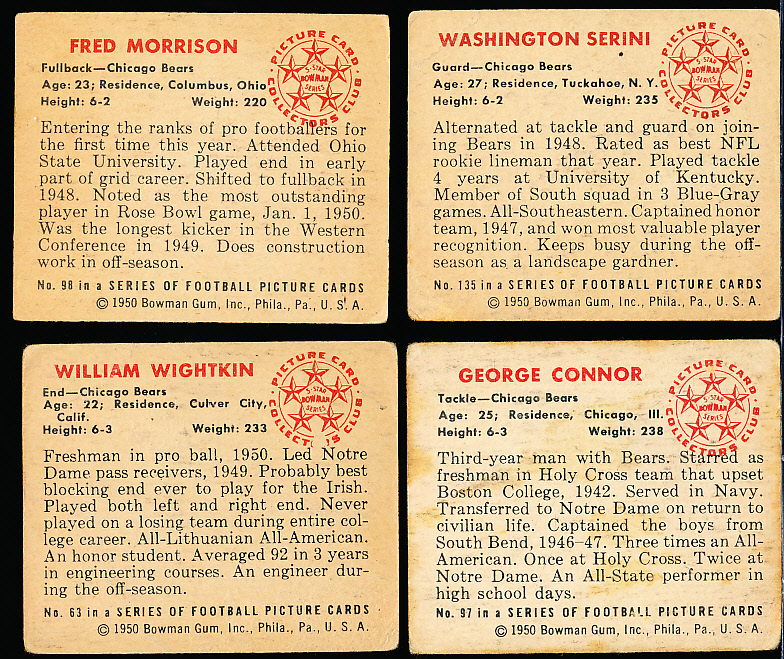 FRED MORRISON
Fullback—Chicago Bears
Age: 23; Residence, Columbus, Ohio
Height: 6-2 Weight: 220
PICTURE CARD
COLLECTORS CLUB
5-STAR
BOWMAN
SERIES
Entering the ranks of pro footballers for
the first time this year. Attended Ohio
State University. Played end in early
part of grid career. Shifted to fullback in
1948. Noted as the most outstanding
player in Rose Bowl game, Jan. 1, 1950.
Was the longest kicker in the Western
Conference in 1949. Does construction
work in off-season.
No. 98 in a SERIES OF FOOTBALL PICTURE CARDS
© 1950 Bowman Gum, Inc., Phila., Pa., U. S. A.
WASHINGTON SERINI
Guard—Chicago Bears
Age: 27; Residence, Tuckahoe, N. Y.
Height: 6-2 Weight: 235
PICTURE CARD
COLLECTORS CLUB
5-STAR
BOWMAN
SERIES
Alternated at tackle and guard on join-
ing Bears in 1948. Rated as best NFL
rookie lineman that year. Played tackle
4 years at University of Kentucky.
Member of South squad in 3 Blue-Gray
games. All-Southeastern. Captained honor
team, 1947, and won most valuable player
recognition. Keeps busy during the off-
season as a landscape gardner.
No. 135 in a SERIES OF FOOTBALL PICTURE CARDS
© 1950 Bowman Gum, Inc., Phila., Pa., U. S. A.
WILLIAM WIGHTKIN
End—Chicago Bears
Age: 22; Residence, Culver City,
Calif.
Height: 6-3 Weight: 233
PICTURE CARD
COLLECT 'S CLUB
5-STAR
BOWMAN
SERIES
Freshman in pro ball, 1950. Led Notre
Dame pass receivers, 1949. Probably best
blocking end ever to play for the Irish.
Played both left and right end. Never
played on a losing team during entire col-
lege career. All-Lithuanian All-American.
An honor student. Averaged 92 in 3 years
in engineering courses. An engineer dur-
ing the off-season.
No. 63 in a SERIES OF FOOTBALL PICTURE CARDS
© 1950 Bowman Gum, Inc., Phila., Pa., U. S. A.
GEORGE CONNOR
Tackle—Chicago Bears
Age: 25; Residence, Chicago, Ill.
Height: 6-3 Weight: 238
PICTURE CARD
COLLECTORS CLUB
5-STAR
BOWMAN
SERIES
Third-year man with Bears. Starred as
freshman in Holy Cross team that upset
Boston College, 1942. Served in Navy.
Transferred to Notre Dame on return to
civilian life. Captained the boys from
South Bend, 1946-47. Three times an All-
American. Once at Holy Cross. Twice at
Notre Dame. An All-State performer in
high school days.
No. 97 in a SERIES OF FOOTBALL PICTURE CARDS
© 1950 Bowman Gum, Inc., Phila., Pa., U. S. A.